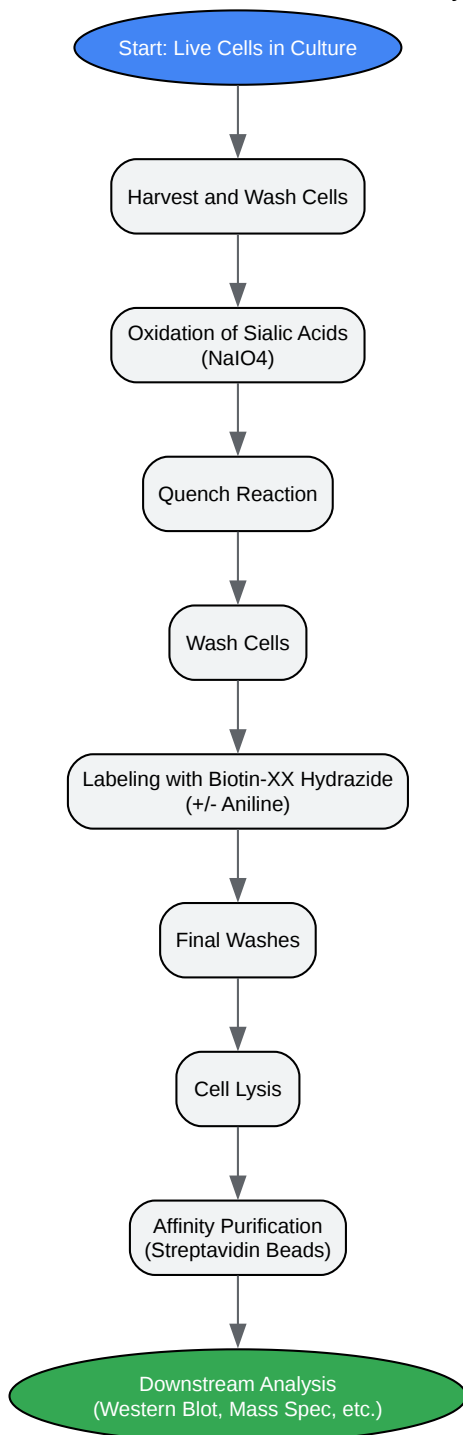 Start: Live Cells in Culture
Harvest and Wash Cells
Oxidation of Sialic Acids
(NaIO4)
Quench Reaction
Wash Cells
Labeling with Biotin-XX Hydrazide
(+/- Aniline)
Final Washes
Cell Lysis
Affinity Purification
(Streptavidin Beads)
Downstream Analysis
(Western Blot, Mass Spec, etc.)